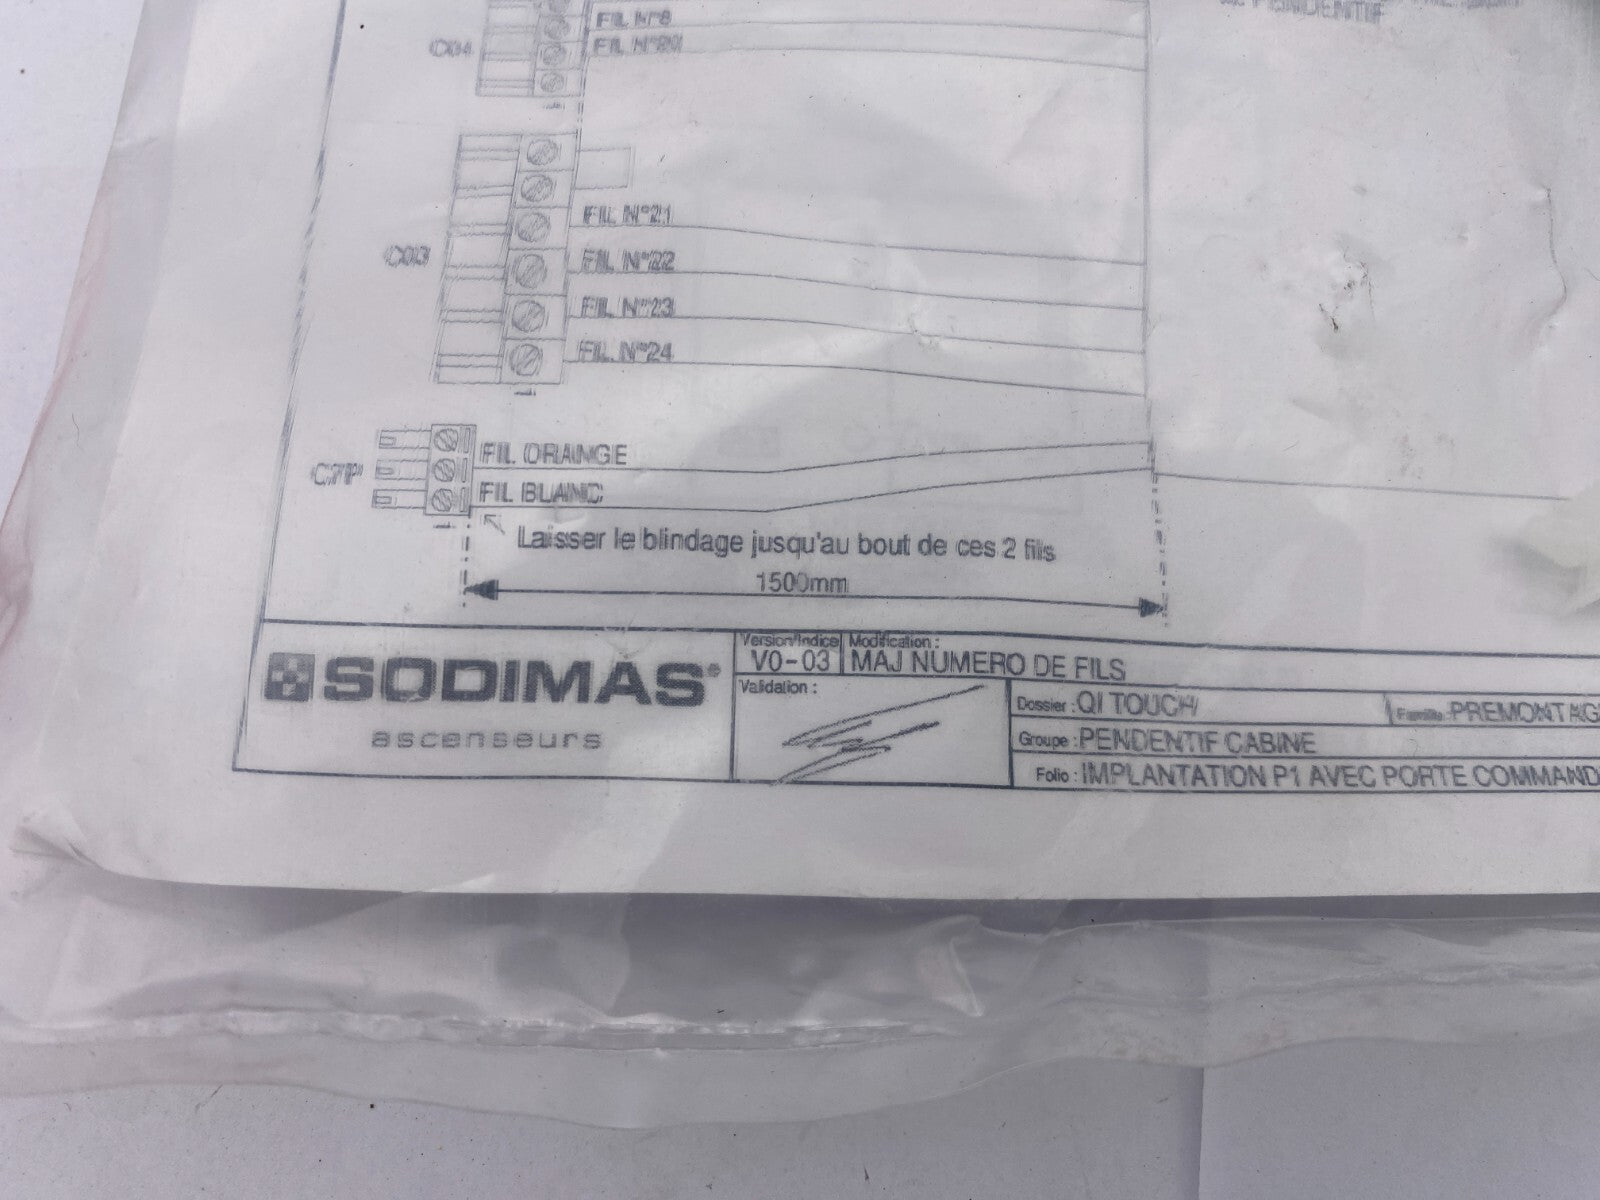 FIL N°8
C04
FIL N°20
PENDENTIF
FIL N°21
C03
FIL N°22
FIL N°23
FIL N°24
FIL ORANGE
C7P
FIL BLANC
Laisser le blindage jusqu'au bout de ces 2 fils
1500mm
SODIMAS
ascenseurs
Version/Indice
V0-03
Modification :
MAJ NUMERO DE FILS
Validation :
Dossier : QI TOUCH
Famille : PREMONTAG
Groupe : PENDENTIF CABINE
Folio : IMPLANTATION P1 AVEC PORTE COMMAND